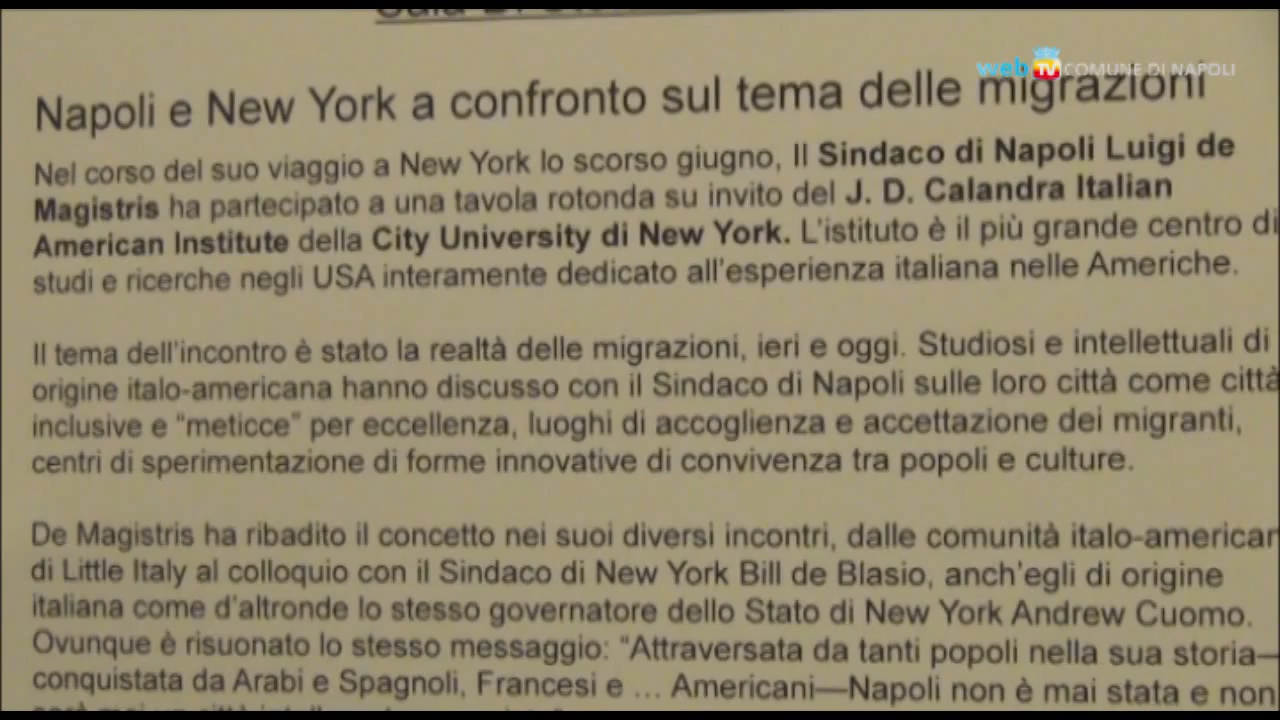 web TV COMUNE DI NAPOLI
Napoli e New York a confronto sul tema delle migrazioni
Nel corso del suo viaggio a New York lo scorso giugno, Il Sindaco di Napoli Luigi de
Magistris ha partecipato a una tavola rotonda su invito del J. D. Calandra Italian
American Institute della City University di New York. L'istituto è il più grande centro di
studi e ricerche negli USA interamente dedicato all'esperienza italiana nelle Americhe.
Il tema dell'incontro è stato la realtà delle migrazioni, ieri e oggi. Studiosi e intellettuali di
origine italo-americana hanno discusso con il Sindaco di Napoli sulle loro città come città
inclusive e “meticce” per eccellenza, luoghi di accoglienza e accettazione dei migranti,
centri di sperimentazione di forme innovative di convivenza tra popoli e culture.
De Magistris ha ribadito il concetto nei suoi diversi incontri, dalle comunità italo-american
di Little Italy al colloquio con il Sindaco di New York Bill de Blasio, anch'egli di origine
italiana come d'altronde lo stesso governatore dello Stato di New York Andrew Cuomo.
Ovunque è risuonato lo stesso messaggio: “Attraversata da tanti popoli nella sua storia—
conquistata da Arabi e Spagnoli, Francesi e ... Americani—Napoli non è mai stata e non